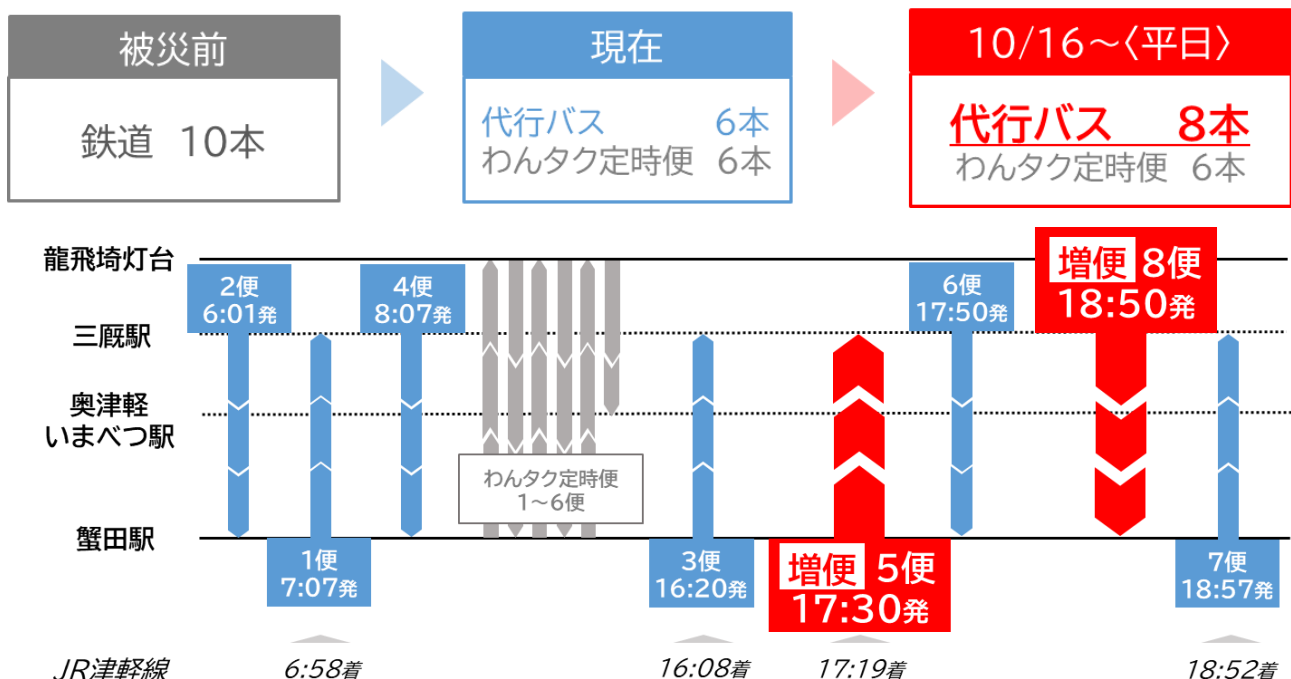 被災前
鉄道 10本
現在
代行バス 6本
わんタク定時便 6本
10/16～〈平日〉
代行バス 8本
わんタク定時便 6本
龍飛埼灯台
三厩駅
奥津軽
いまべつ駅
蟹田駅
2便
6:01発
4便
8:07発
6便
17:50発
増便 8便
18:50発
わんタク定時便
1～6便
1便
7:07発
3便
16:20発
増便 5便
17:30発
7便
18:57発
JR津軽線 6:58着 16:08着 17:19着 18:52着